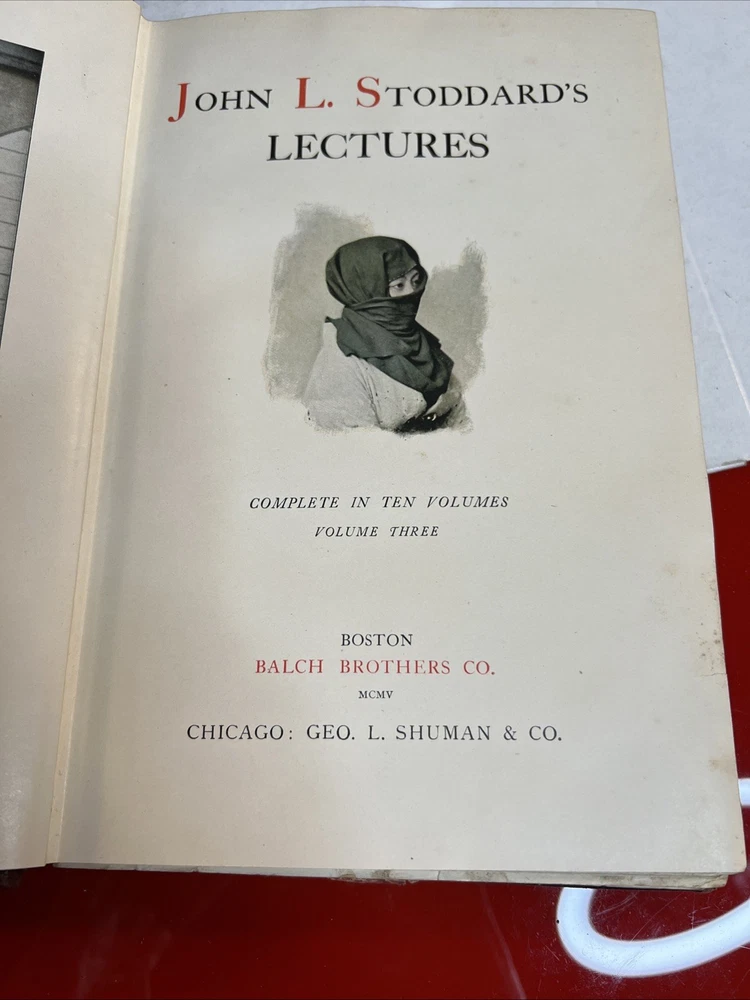 JOHN L. STODDARD'S
LECTURES
COMPLETE IN TEN VOLUMES
VOLUME THREE
BOSTON
BALCH BROTHERS CO.
MCMV
CHICAGO: GEO. L. SHUMAN & CO.